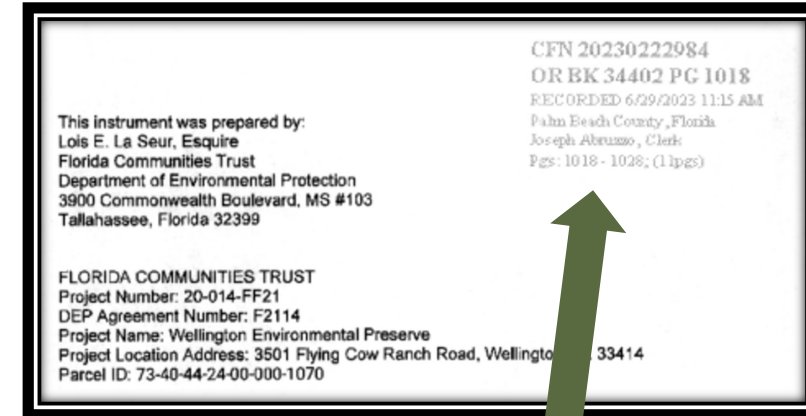 CFN 20230222984
OR BK 34402 PG 1018
RECORDED 6/29/2023 11:15 AM
Palm Beach County, Florida
Joseph Abruzzo, Clerk
Pgs: 1018 - 1028; (11pgs)
This instrument was prepared by:
Lois E. La Seur, Esquire
Florida Communities Trust
Department of Environmental Protection
3900 Commonwealth Boulevard, MS #103
Tallahassee, Florida 32399
FLORIDA COMMUNITIES TRUST
Project Number: 20-014-FF21
DEP Agreement Number: F2114
Project Name: Wellington Environmental Preserve
Project Location Address: 3501 Flying Cow Ranch Road, Wellingto 33414
Parcel ID: 73-40-44-24-00-000-1070